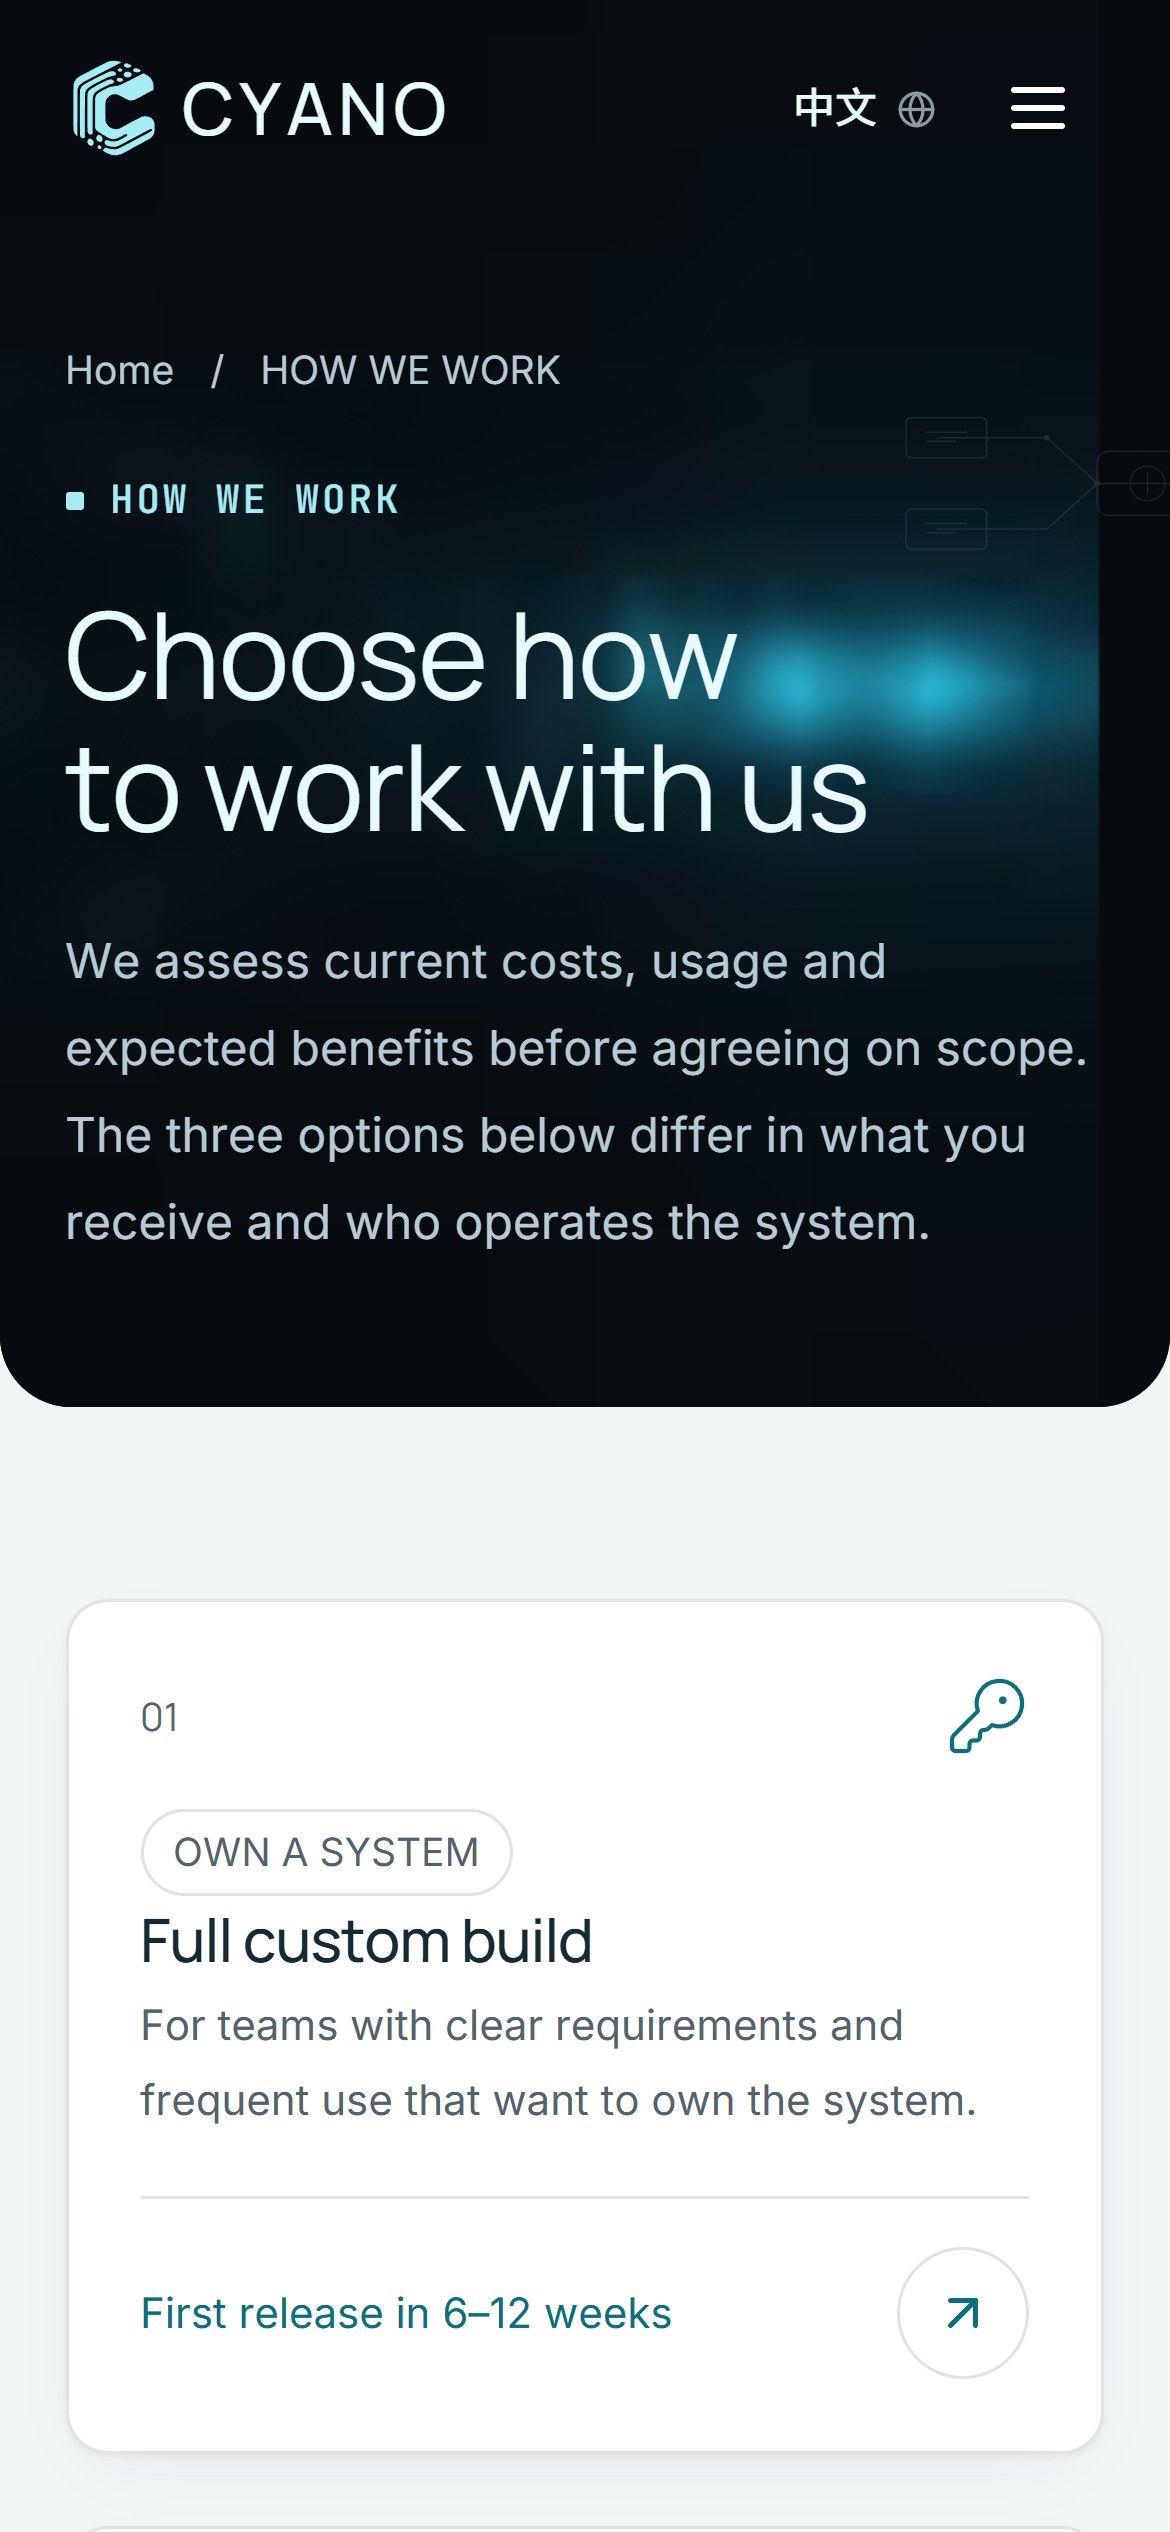 CYANO
中文
Home / HOW WE WORK
HOW WE WORK
Choose how
to work with us
We assess current costs, usage and
expected benefits before agreeing on scope.
The three options below differ in what you
receive and who operates the system.
01
OWN A SYSTEM
Full custom build
For teams with clear requirements and
frequent use that want to own the system.
First release in 6–12 weeks